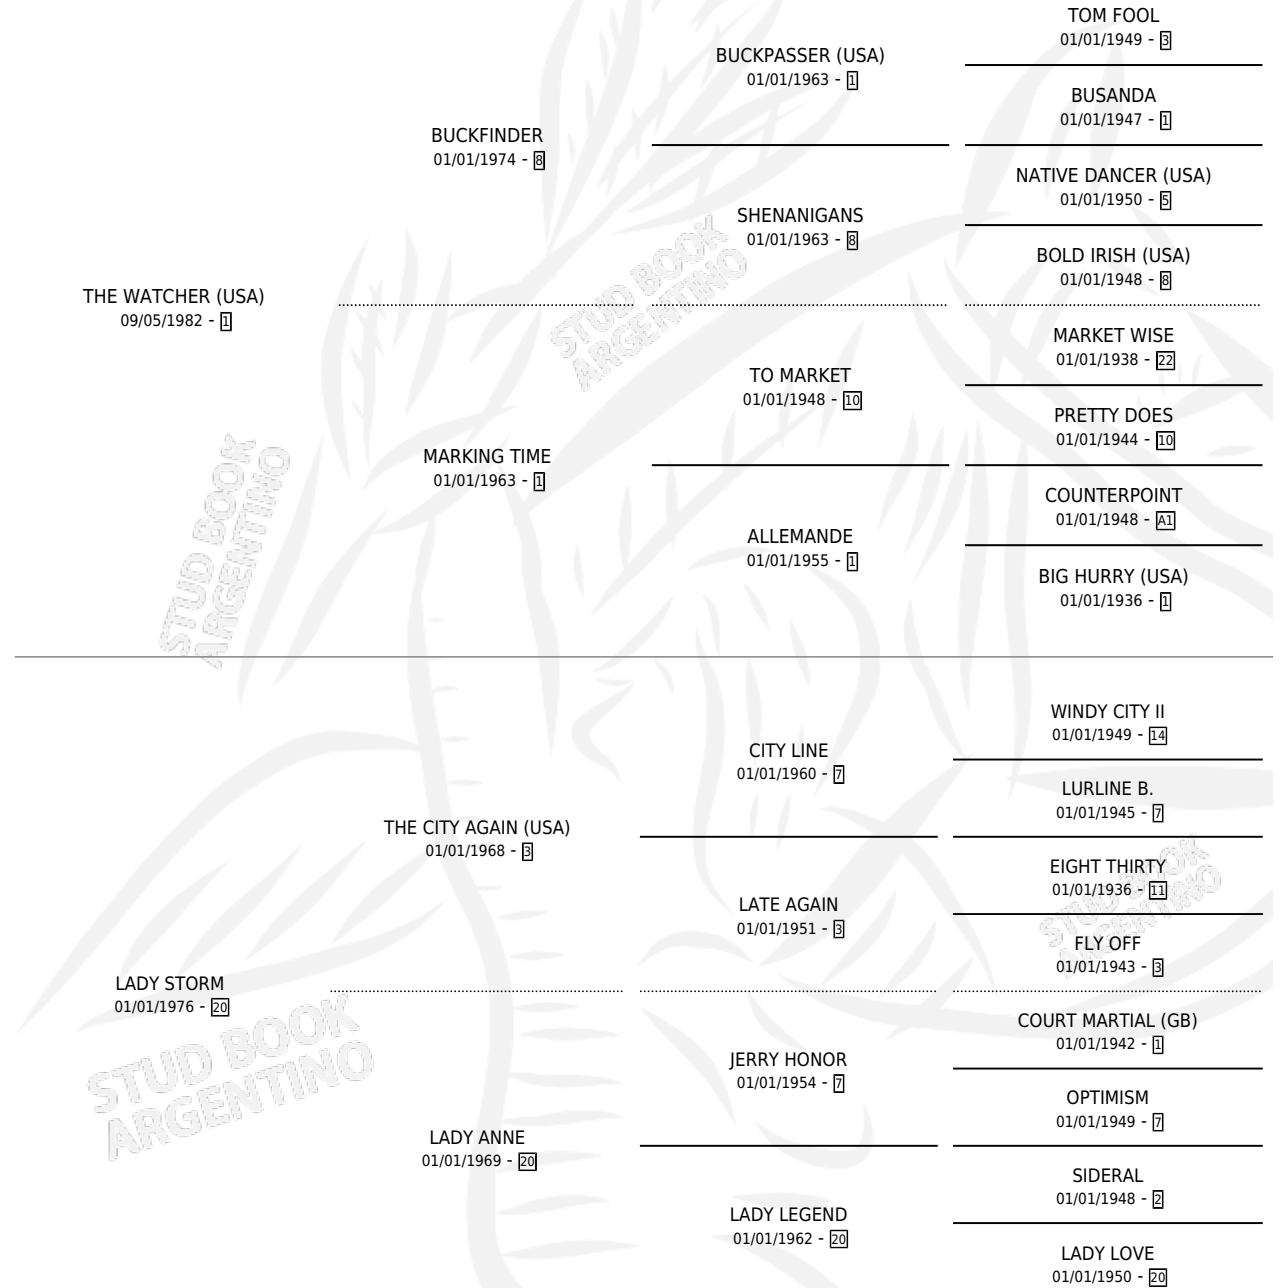 TOM FOOL
01/01/1949 - 3
BUCKPASSER (USA)
01/01/1963 - 1
BUSANDA
01/01/1947 - 1
BUCKFINDER
01/01/1974 - 8
NATIVE DANCER (USA)
01/01/1950 - 5
SHENANIGANS
01/01/1963 - 8
BOLD IRISH (USA)
01/01/1948 - 8
THE WATCHER (USA)
09/05/1982 - 1
MARKET WISE
01/01/1938 - 22
TO MARKET
01/01/1948 - 10
PRETTY DOES
01/01/1944 - 10
MARKING TIME
01/01/1963 - 1
COUNTERPOINT
01/01/1948 - A1
ALLEMANDE
01/01/1955 - 1
BIG HURRY (USA)
01/01/1936 - 1
STUD BOOK
ARGENTINO
STUD BOOK
ARGENTINO
WINDY CITY II
01/01/1949 - 14
CITY LINE
01/01/1960 - 7
LURLINE B.
01/01/1945 - 7
THE CITY AGAIN (USA)
01/01/1968 - 3
EIGHT THIRTY
01/01/1936 - 11
LATE AGAIN
01/01/1951 - 3
FLY OFF
01/01/1943 - 3
STUD BOOK
ARGENTINO
LADY STORM
01/01/1976 - 20
COURT MARTIAL (GB)
01/01/1942 - 1
JERRY HONOR
01/01/1954 - 7
OPTIMISM
01/01/1949 - 7
STUD BOOK
ARGENTINO
LADY ANNE
01/01/1969 - 20
SIDERAL
01/01/1948 - 2
LADY LEGEND
01/01/1962 - 20
LADY LOVE
01/01/1950 - 20